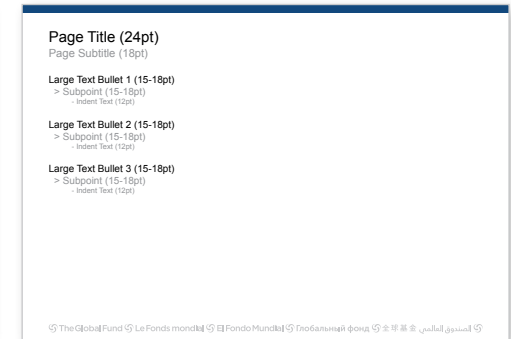 Page Title (24pt)
Page Subtitle (18pt)
Large Text Bullet 1 (15-18pt)
> Subpoint (15-18pt)
- Indent Text (12pt)
Large Text Bullet 2 (15-18pt)
> Subpoint (15-18pt)
- Indent Text (12pt)
Large Text Bullet 3 (15-18pt)
> Subpoint (15-18pt)
- Indent Text (12pt)
The Global Fund Le Fonds mondial El Fondo Mundial Глобальный фонд 全球基金 الصندوق العالمي